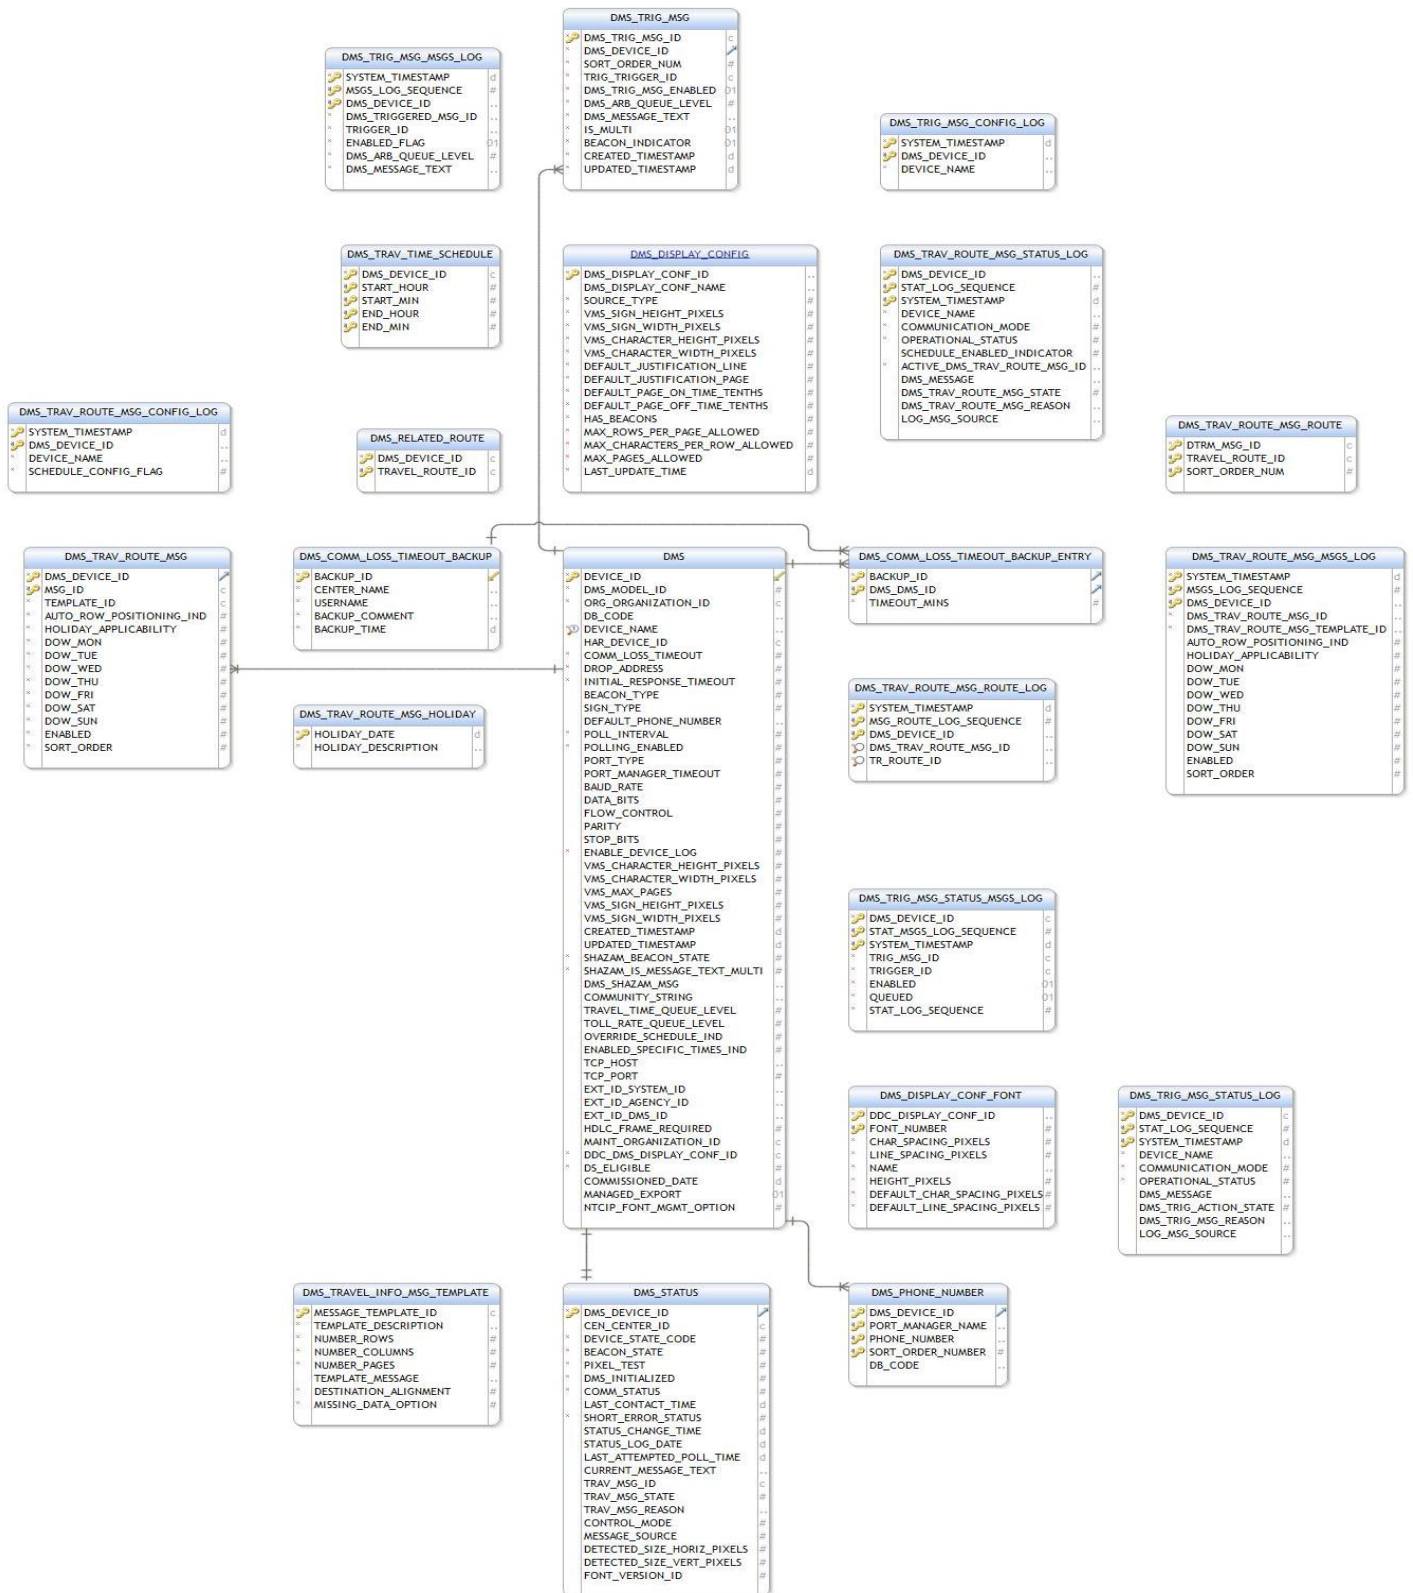 DMS_TRIG_MSG
DMS_TRIG_MSG_ID c
DMS_DEVICE_ID
SORT_ORDER_NUM #
TRIG_TRIGGER_ID c
DMS_TRIG_MSG_ENABLED 01
DMS_ARB_QUEUE_LEVEL #
DMS_MESSAGE_TEXT ..
IS_MULTI 01
BEACON_INDICATOR 01
CREATED_TIMESTAMP d
UPDATED_TIMESTAMP d
DMS_TRIG_MSG_MSGS_LOG
SYSTEM_TIMESTAMP d
MSGS_LOG_SEQUENCE #
DMS_DEVICE_ID ..
DMS_TRIGGERED_MSG_ID ..
TRIGGER_ID ..
ENABLED_FLAG 01
DMS_ARB_QUEUE_LEVEL #
DMS_MESSAGE_TEXT ..
DMS_TRIG_MSG_CONFIG_LOG
SYSTEM_TIMESTAMP d
DMS_DEVICE_ID ..
DEVICE_NAME ..
DMS_TRAV_TIME_SCHEDULE
DMS_DEVICE_ID c
START_HOUR #
START_MIN #
END_HOUR #
END_MIN #
DMS_DISPLAY_CONFIG
DMS_DISPLAY_CONF_ID ..
DMS_DISPLAY_CONF_NAME ..
SOURCE_TYPE #
VMS_SIGN_HEIGHT_PIXELS #
VMS_SIGN_WIDTH_PIXELS #
VMS_CHARACTER_HEIGHT_PIXELS #
VMS_CHARACTER_WIDTH_PIXELS #
DEFAULT_JUSTIFICATION_LINE #
DEFAULT_JUSTIFICATION_PAGE #
DEFAULT_PAGE_ON_TIME_TENTHS #
DEFAULT_PAGE_OFF_TIME_TENTHS #
HAS_BEACONS #
MAX_ROWS_PER_PAGE_ALLOWED #
MAX_CHARACTERS_PER_ROW_ALLOWED #
MAX_PAGES_ALLOWED #
LAST_UPDATE_TIME d
DMS_TRAV_ROUTE_MSG_STATUS_LOG
DMS_DEVICE_ID ..
STAT_LOG_SEQUENCE #
SYSTEM_TIMESTAMP d
DEVICE_NAME ..
COMMUNICATION_MODE #
OPERATIONAL_STATUS #
SCHEDULE_ENABLED_INDICATOR #
ACTIVE_DMS_TRAV_ROUTE_MSG_ID ..
DMS_MESSAGE ..
DMS_TRAV_ROUTE_MSG_STATE #
DMS_TRAV_ROUTE_MSG_REASON ..
LOG_MSG_SOURCE ..
DMS_TRAV_ROUTE_MSG_CONFIG_LOG
SYSTEM_TIMESTAMP d
DMS_DEVICE_ID ..
DEVICE_NAME ..
SCHEDULE_CONFIG_FLAG #
DMS_RELATED_ROUTE
DMS_DEVICE_ID c
TRAVEL_ROUTE_ID c
DMS_TRAV_ROUTE_MSG_ROUTE
DTRM_MSG_ID c
TRAVEL_ROUTE_ID c
SORT_ORDER_NUM #
DMS_TRAV_ROUTE_MSG
DMS_DEVICE_ID
MSG_ID c
TEMPLATE_ID c
AUTO_ROW_POSITIONING_IND #
HOLIDAY_APPLICABILITY #
DOW_MON #
DOW_TUE #
DOW_WED #
DOW_THU #
DOW_FRI #
DOW_SAT #
DOW_SUN #
ENABLED #
SORT_ORDER #
DMS_COMM_LOSS_TIMEOUT_BACKUP
BACKUP_ID
CENTER_NAME ..
USERNAME ..
BACKUP_COMMENT ..
BACKUP_TIME d
DMS
DEVICE_ID
DMS_MODEL_ID #
ORG_ORGANIZATION_ID c
DB_CODE ..
DEVICE_NAME ..
HAR_DEVICE_ID c
COMM_LOSS_TIMEOUT #
DROP_ADDRESS #
INITIAL_RESPONSE_TIMEOUT #
BEACON_TYPE #
SIGN_TYPE #
DEFAULT_PHONE_NUMBER ..
POLL_INTERVAL #
POLLING_ENABLED #
PORT_TYPE #
PORT_MANAGER_TIMEOUT #
BAUD_RATE #
DATA_BITS #
FLOW_CONTROL #
PARITY #
STOP_BITS #
ENABLE_DEVICE_LOG #
VMS_CHARACTER_HEIGHT_PIXELS #
VMS_CHARACTER_WIDTH_PIXELS #
VMS_MAX_PAGES #
VMS_SIGN_HEIGHT_PIXELS #
VMS_SIGN_WIDTH_PIXELS #
CREATED_TIMESTAMP d
UPDATED_TIMESTAMP d
SHAZAM_BEACON_STATE #
SHAZAM_IS_MESSAGE_TEXT_MULTI #
DMS_SHAZAM_MSG ..
COMMUNITY_STRING ..
TRAVEL_TIME_QUEUE_LEVEL #
TOLL_RATE_QUEUE_LEVEL #
OVERRIDE_SCHEDULE_IND #
ENABLED_SPECIFIC_TIMES_IND #
TCP_HOST ..
TCP_PORT #
EXT_ID_SYSTEM_ID ..
EXT_ID_AGENCY_ID ..
EXT_ID_DMS_ID ..
HDLC_FRAME_REQUIRED #
MAINT_ORGANIZATION_ID c
DDC_DMS_DISPLAY_CONF_ID c
DS_ELIGIBLE #
COMMISSIONED_DATE d
MANAGED_EXPORT 01
NTCIP_FONT_MGMT_OPTION #
DMS_COMM_LOSS_TIMEOUT_BACKUP_ENTRY
BACKUP_ID
DMS_DMS_ID
TIMEOUT_MINS #
DMS_TRAV_ROUTE_MSG_MSGS_LOG
SYSTEM_TIMESTAMP d
MSGS_LOG_SEQUENCE #
DMS_DEVICE_ID ..
DMS_TRAV_ROUTE_MSG_ID ..
DMS_TRAV_ROUTE_MSG_TEMPLATE_ID ..
AUTO_ROW_POSITIONING_IND #
HOLIDAY_APPLICABILITY #
DOW_MON #
DOW_TUE #
DOW_WED #
DOW_THU #
DOW_FRI #
DOW_SAT #
DOW_SUN #
ENABLED #
SORT_ORDER #
DMS_TRAV_ROUTE_MSG_HOLIDAY
HOLIDAY_DATE d
HOLIDAY_DESCRIPTION ..
DMS_TRAV_ROUTE_MSG_ROUTE_LOG
SYSTEM_TIMESTAMP d
MSG_ROUTE_LOG_SEQUENCE #
DMS_DEVICE_ID ..
DMS_TRAV_ROUTE_MSG_ID ..
TR_ROUTE_ID ..
DMS_TRIG_MSG_STATUS_MSGS_LOG
DMS_DEVICE_ID c
STAT_MSGS_LOG_SEQUENCE #
SYSTEM_TIMESTAMP d
TRIG_MSG_ID c
TRIGGER_ID c
ENABLED 01
QUEUED 01
STAT_LOG_SEQUENCE #
DMS_DISPLAY_CONF_FONT
DDC_DISPLAY_CONF_ID ..
FONT_NUMBER #
CHAR_SPACING_PIXELS #
LINE_SPACING_PIXELS #
NAME ..
HEIGHT_PIXELS #
DEFAULT_CHAR_SPACING_PIXELS #
DEFAULT_LINE_SPACING_PIXELS #
DMS_TRIG_MSG_STATUS_LOG
DMS_DEVICE_ID c
STAT_LOG_SEQUENCE #
SYSTEM_TIMESTAMP d
DEVICE_NAME ..
COMMUNICATION_MODE #
OPERATIONAL_STATUS #
DMS_MESSAGE ..
DMS_TRIG_ACTION_STATE #
DMS_TRIG_MSG_REASON ..
LOG_MSG_SOURCE ..
DMS_TRAVEL_INFO_MSG_TEMPLATE
MESSAGE_TEMPLATE_ID c
TEMPLATE_DESCRIPTION ..
NUMBER_ROWS #
NUMBER_COLUMNS #
NUMBER_PAGES #
TEMPLATE_MESSAGE ..
DESTINATION_ALIGNMENT #
MISSING_DATA_OPTION #
DMS_STATUS
DMS_DEVICE_ID
CEN_CENTER_ID c
DEVICE_STATE_CODE #
BEACON_STATE #
PIXEL_TEST #
DMS_INITIALIZED #
COMM_STATUS #
LAST_CONTACT_TIME d
SHORT_ERROR_STATUS #
STATUS_CHANGE_TIME d
STATUS_LOG_DATE d
LAST_ATTEMPTED_POLL_TIME d
CURRENT_MESSAGE_TEXT ..
TRAV_MSG_ID c
TRAV_MSG_STATE #
TRAV_MSG_REASON ..
CONTROL_MODE #
MESSAGE_SOURCE #
DETECTED_SIZE_HORIZ_PIXELS #
DETECTED_SIZE_VERT_PIXELS #
FONT_VERSION_ID #
DMS_PHONE_NUMBER
DMS_DEVICE_ID
PORT_MANAGER_NAME ..
PHONE_NUMBER ..
SORT_ORDER_NUMBER #
DB_CODE ..